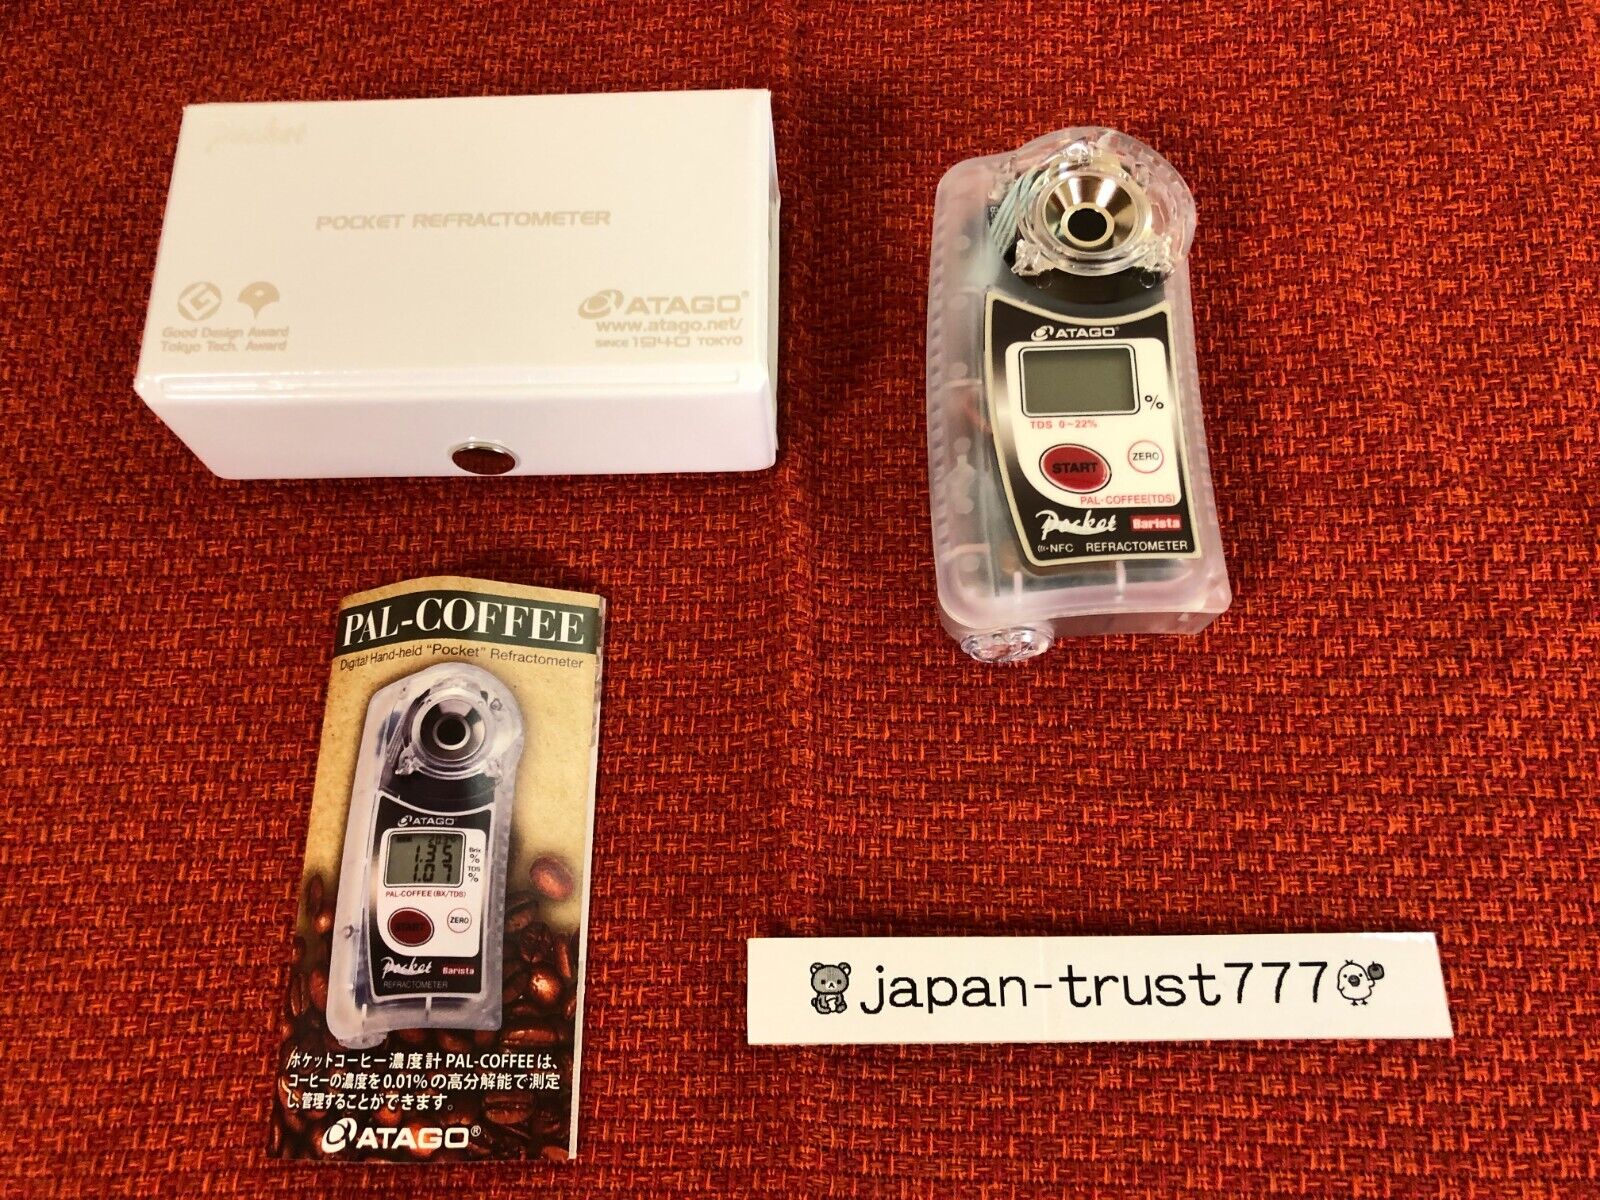 Pocket
POCKET REFRACTOMETER
Good Design Award
Tokyo Tech. Award
ATAGO®
www.atago.net/
SINCE 1940 TOKYO
ATAGO®
%
TDS 0~22%
START
ZERO
PAL-COFFEE(TDS)
Pocket Barista
NFC REFRACTOMETER
PAL-COFFEE
Digital Hand-held "Pocket" Refractometer
ATAGO®
1.35
Brix
%
1.07
TDS
%
PAL-COFFEE(BX/TDS)
START
ZERO
Pocket Barista
REFRACTOMETER
ポケットコーヒー濃度計 PAL-COFFEEは、
コーヒーの濃度を0.01%の高分解能で測定
し、管理することができます。
ATAGO®
japan-trust777